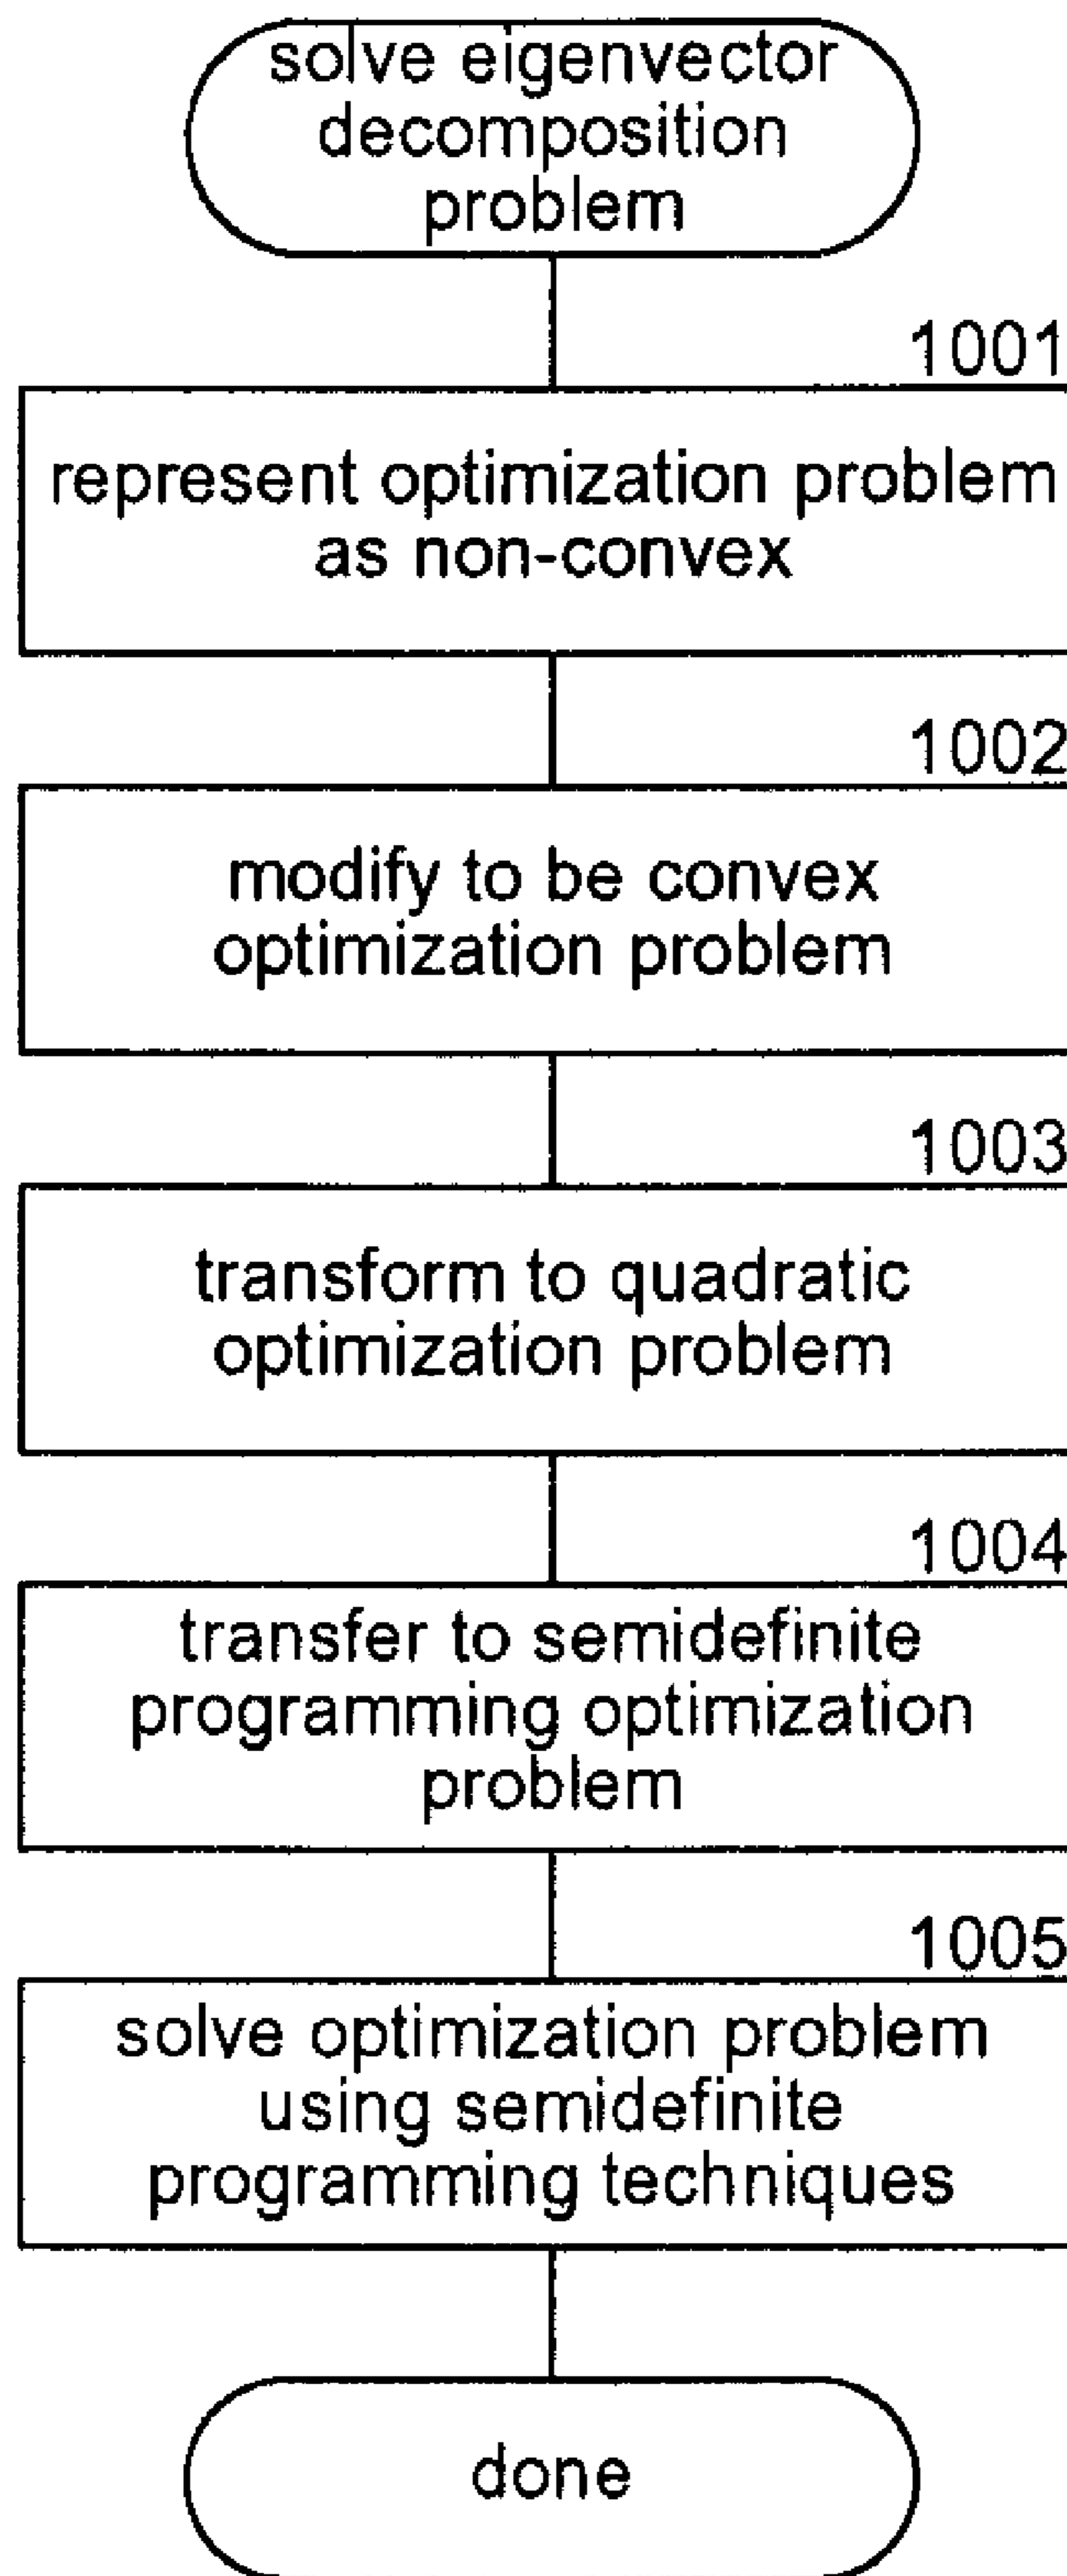 solve eigenvector
decomposition
problem
1001
represent optimization problem
as non-convex
1002
modify to be convex
optimization problem
1003
transform to quadratic
optimization problem
1004
transfer to semidefinite
programming optimization
problem
1005
solve optimization problem
using semidefinite
programming techniques
done